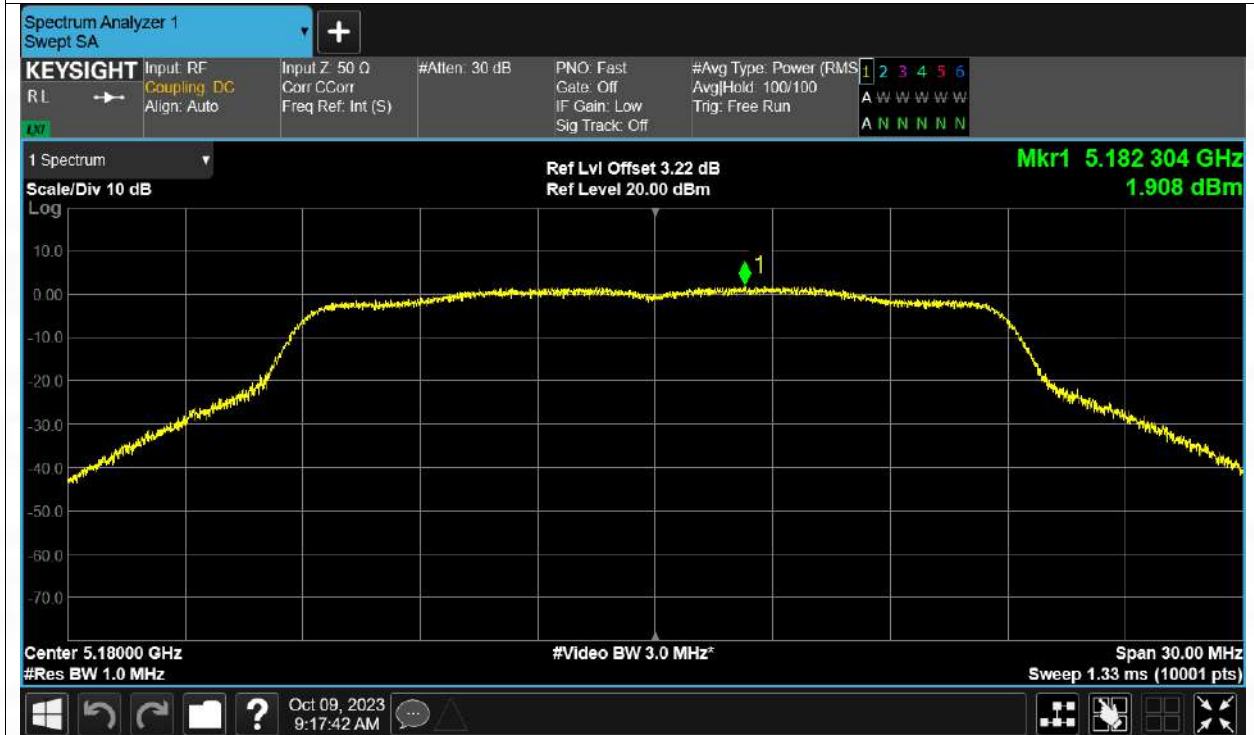 Spectrum Analyzer 1
Swept SA
+
KEYSIGHT Input: RF Input Z: 50 Ω #Atten: 30 dB PNO: Fast #Avg Type: Power (RMS 1 2 3 4 5 6
RL Coupling: DC Corr CCorr Gate: Off Avg|Hold: 100/100 A W W W W W
Align: Auto Freq Ref: Int (S) IF Gain: Low Trig: Free Run
LXI Sig Track: Off A N N N N N
1 Spectrum Ref Lvl Offset 3.22 dB Mkr1 5.182 304 GHz
Scale/Div 10 dB Ref Level 20.00 dBm 1.908 dBm
Log
10.0
1
0.00
-10.0
-20.0
-30.0
-40.0
-50.0
-60.0
-70.0
Center 5.18000 GHz #Video BW 3.0 MHz* Span 30.00 MHz
#Res BW 1.0 MHz Sweep 1.33 ms (10001 pts)
? Oct 09, 2023
9:17:42 AM